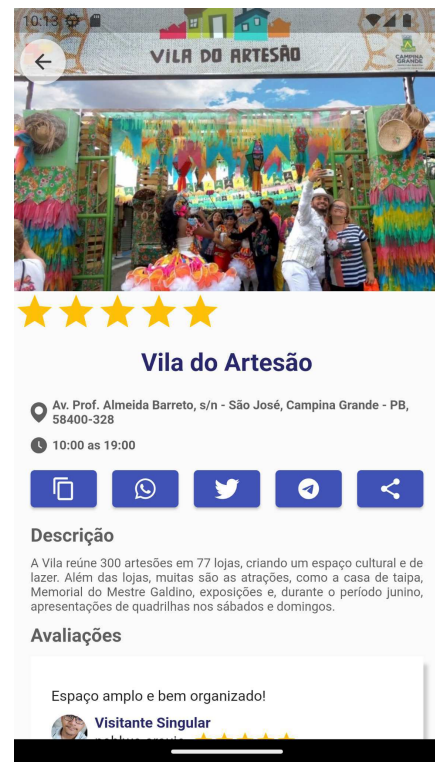 10:13
VILA DO ARTESÃO
CAMPINA
GRANDE
Vila do Artesão
Av. Prof. Almeida Barreto, s/n - São José, Campina Grande - PB,
58400-328
10:00 as 19:00
Descrição
A Vila reúne 300 artesões em 77 lojas, criando um espaço cultural e de
lazer. Além das lojas, muitas são as atrações, como a casa de taipa,
Memorial do Mestre Galdino, exposições e, durante o período junino,
apresentações de quadrilhas nos sábados e domingos.
Avaliações
Espaço amplo e bem organizado!
Visitante Singular